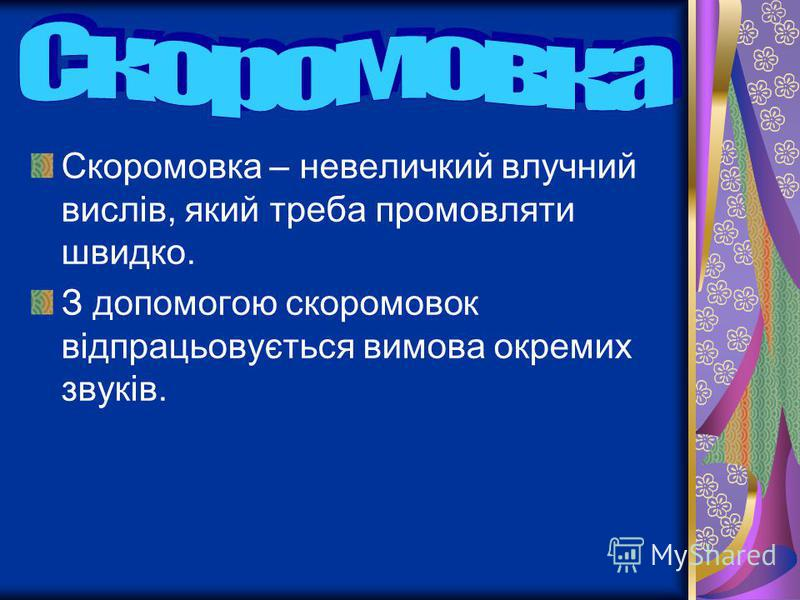 Скоромовка
Скоромовка – невеличкий влучний
вислів, який треба промовляти
швидко.
З допомогою скоромовок
відпрацьовується вимова окремих
звуків.
MyShared